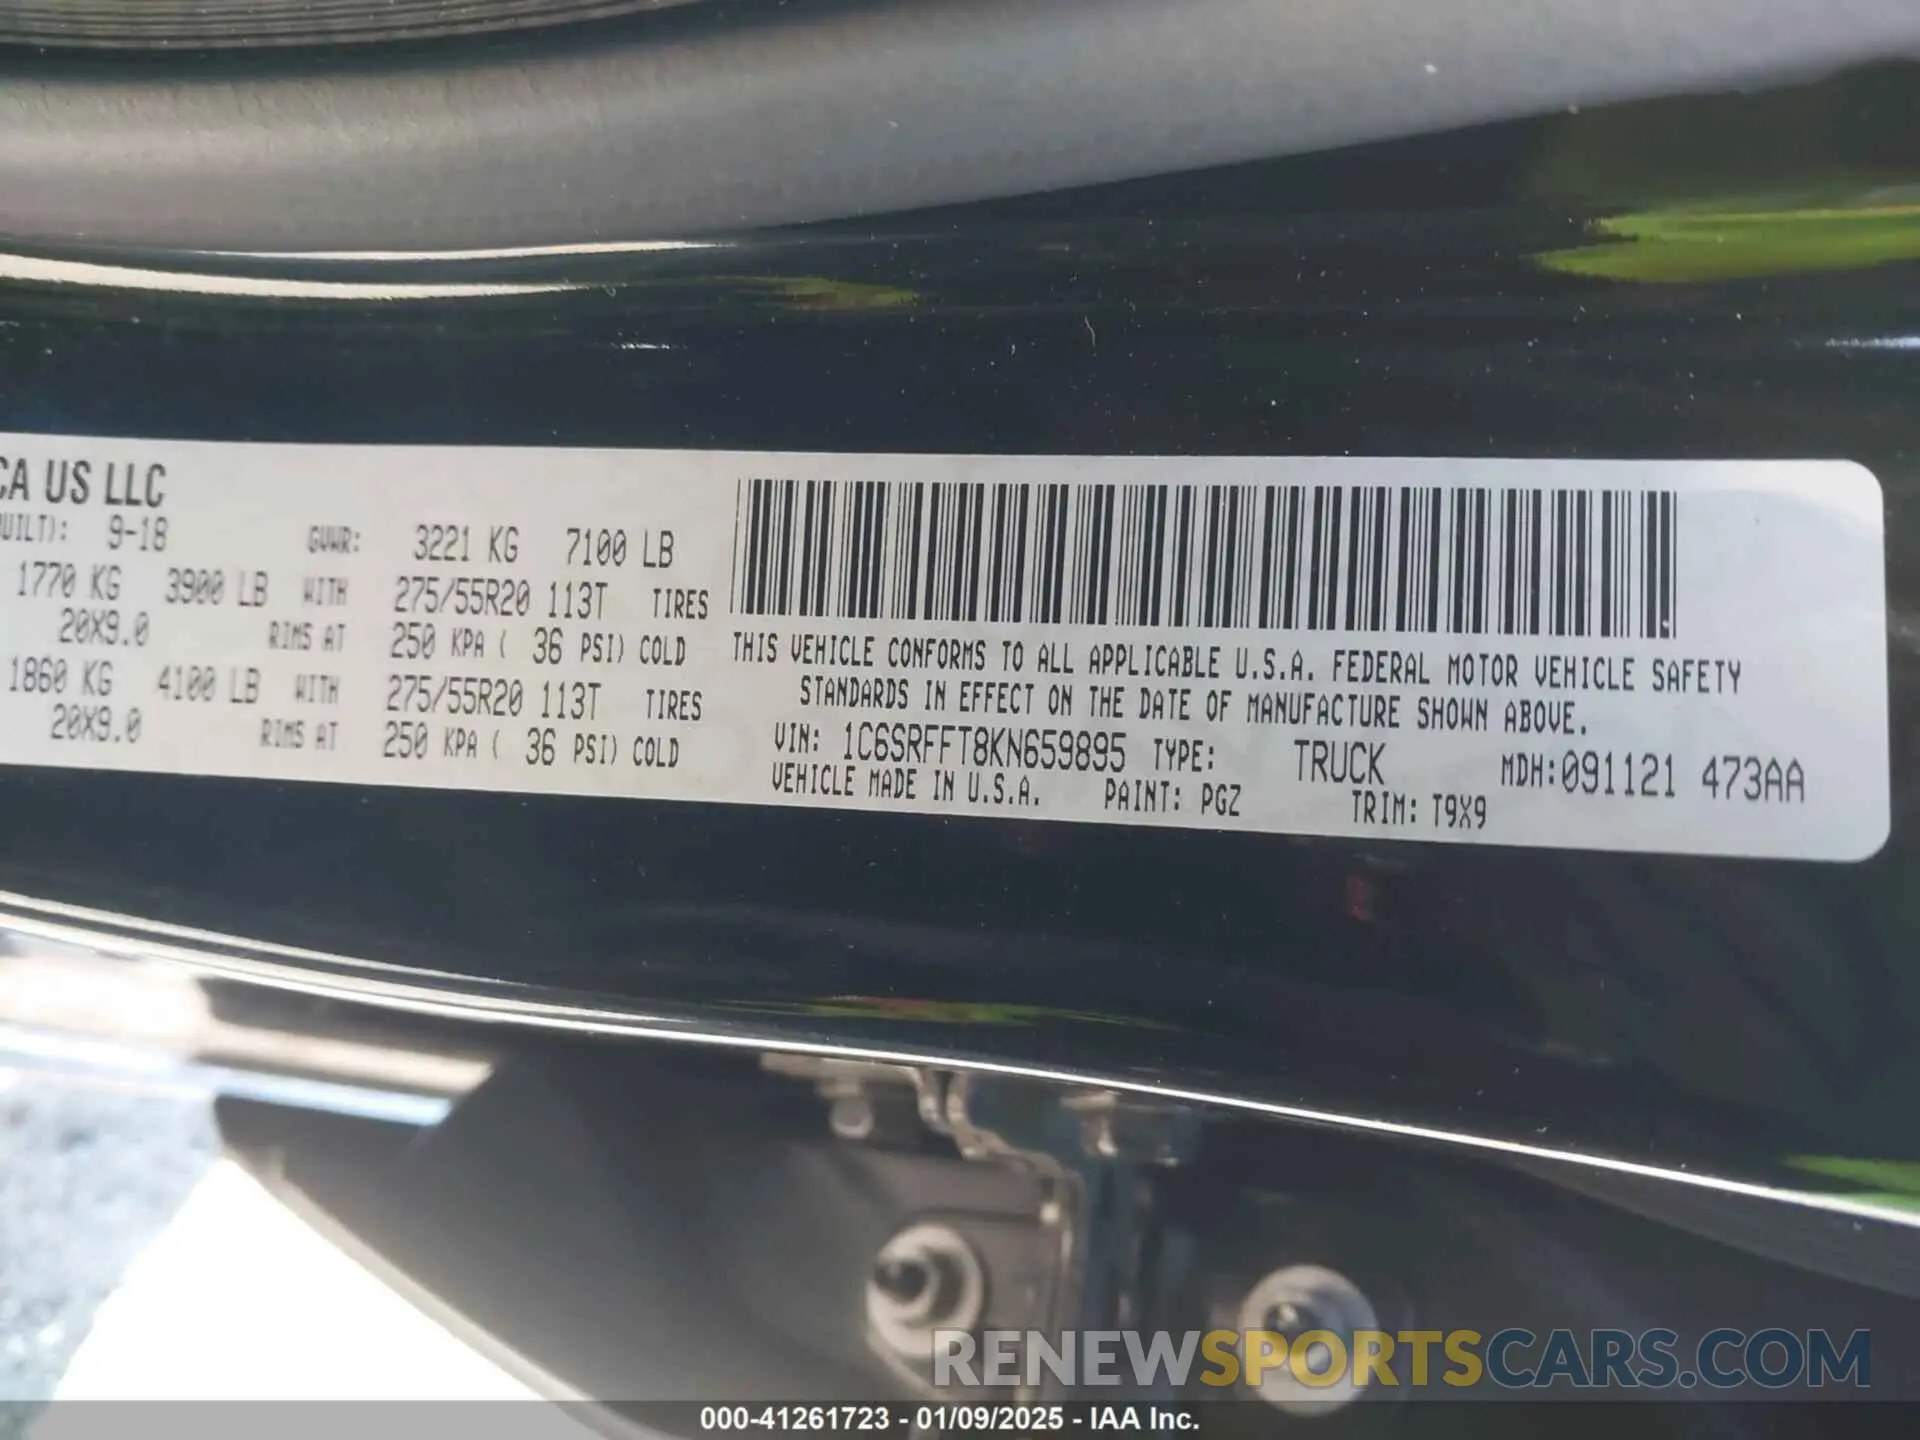 CA US LLC
UILT): 9-18 GVWR: 3221 KG 7100 LB
1770 KG 3900 LB WITH 275/55R20 113T TIRES
20X9.0 RIMS AT 250 KPA ( 36 PSI) COLD
1860 KG 4100 LB WITH 275/55R20 113T TIRES
20X9.0 RIMS AT 250 KPA ( 36 PSI) COLD
THIS VEHICLE CONFORMS TO ALL APPLICABLE U.S.A. FEDERAL MOTOR VEHICLE SAFETY
STANDARDS IN EFFECT ON THE DATE OF MANUFACTURE SHOWN ABOVE.
VIN: 1C6SRFFT8KN659895 TYPE: TRUCK MDH:091121 473AA
VEHICLE MADE IN U.S.A. PAINT: PGZ TRIM: T9X9
RENEWSPORTSCARS.COM
000-41261723 - 01/09/2025 - IAA Inc.